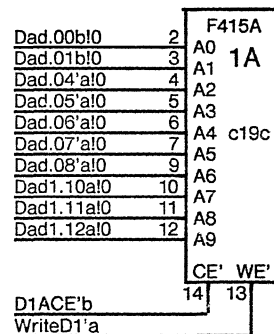 F415A
1A
c19c
Dad.00b!0 2 A0
Dad.01b!0 3 A1
Dad.04'a!0 4 A2
Dad.05'a!0 5 A3
Dad.06'a!0 6 A4
Dad.07'a!0 7 A5
Dad.08'a!0 9 A6
Dad1.10a!0 10 A7
Dad1.11a!0 11 A8
Dad1.12a!0 12 A9
CE' WE'
14 13
D1ACE'b
WriteD1'a